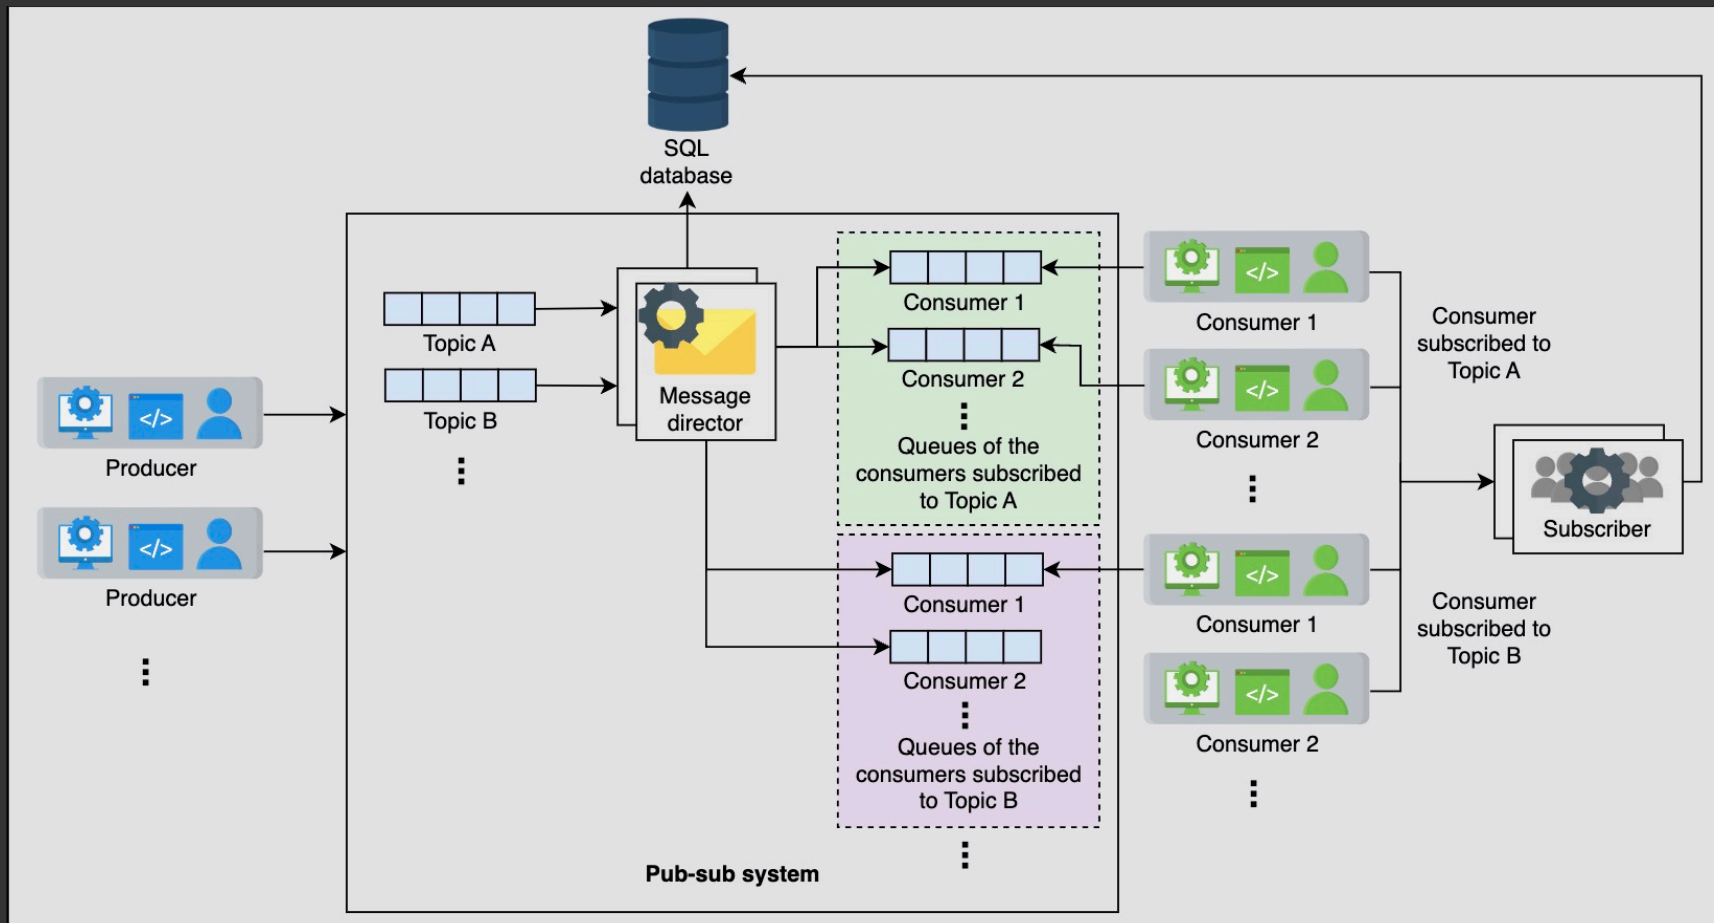 SQL
database
Topic A
Topic B
Message
director
Producer
</>
Producer
</>
Consumer 1
Consumer 2
Queues of the
consumers subscribed
to Topic A
Consumer 1
Consumer 2
Queues of the
consumers subscribed
to Topic B
Pub-sub system
</>
Consumer 1
</>
Consumer 2
</>
Consumer 1
</>
Consumer 2
Consumer
subscribed to
Topic A
Subscriber
Consumer
subscribed to
Topic B